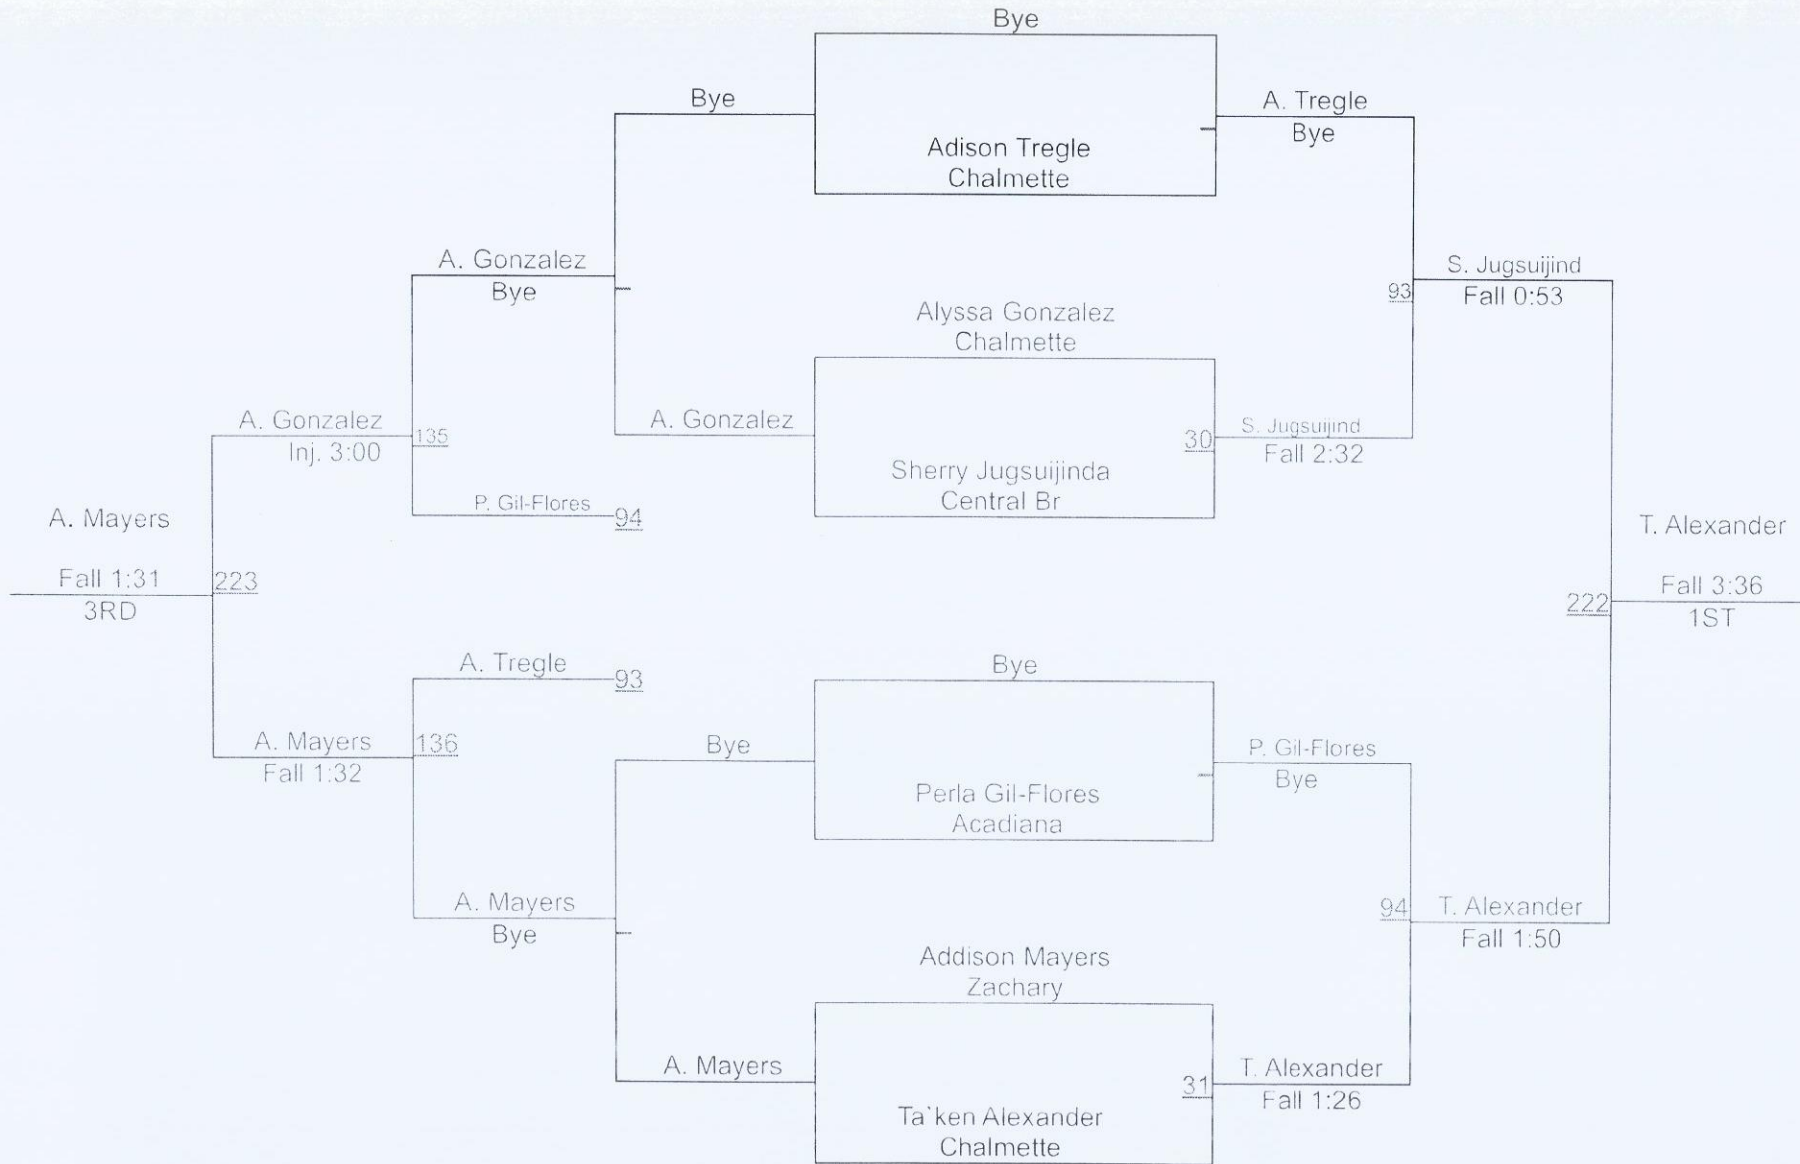 Bye
Bye
A. Tregle
Bye
Adison Tregle
Chalmette
A. Gonzalez
Bye
S. Jugsuijind
Fall 0:53
93
Alyssa Gonzalez
Chalmette
A. Gonzalez
Inj. 3:00
135
A. Gonzalez
30
S. Jugsuijind
Fall 2:32
Sherry Jugsuijinda
Central Br
P. Gil-Flores
94
A. Mayers
Fall 1:31
3RD
223
T. Alexander
Fall 3:36
1ST
222
A. Tregle
93
Bye
A. Mayers
Fall 1:32
136
Bye
P. Gil-Flores
Bye
Perla Gil-Flores
Acadiana
A. Mayers
Bye
94
T. Alexander
Fall 1:50
Addison Mayers
Zachary
A. Mayers
31
T. Alexander
Fall 1:26
Ta`ken Alexander
Chalmette